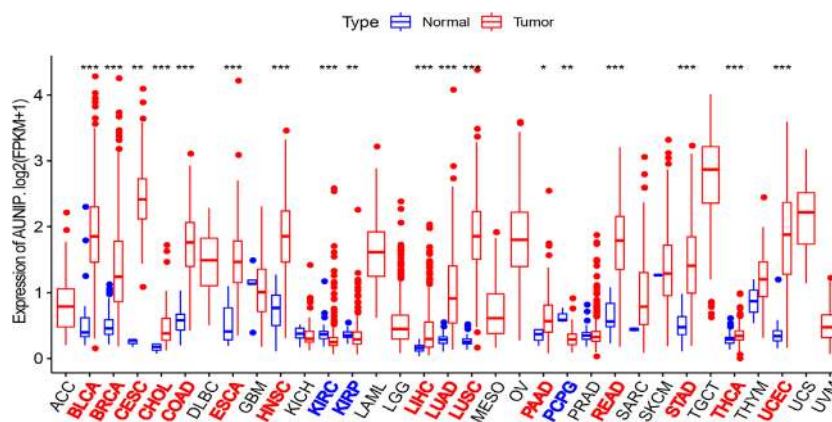 Type Normal Tumor
*** *** ** *** *** *** *** *** ** *** *** *** * ** *** *** *** ***
Expression of AUNIP. log2(FPKM+1)
4
3
2
1
0
ACC
BLCA
BRCA
CESC
CHOL
COAD
DLBC
ESCA
GBM
HNSC
KICH
KIRC
KIRP
LAML
LGG
LIHC
LUAD
LUSC
MESO
OV
PAAD
PCPG
PRAD
READ
SARC
SKCM
STAD
TGCT
THCA
THYM
UCEC
UCS
UVM